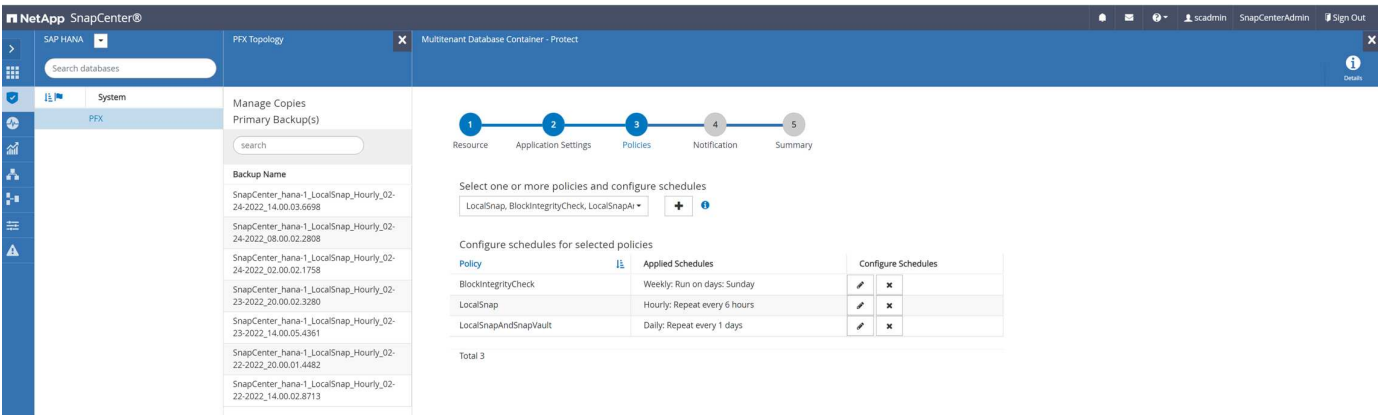 NetApp SnapCenter®
scadmin SnapCenterAdmin Sign Out
SAP HANA
PFX Topology
Multitenant Database Container - Protect
Search databases
Details
System
PFX
Manage Copies
Primary Backup(s)
search
Backup Name
SnapCenter_hana-1_LocalSnap_Hourly_02-
24-2022_14.00.03.6698
SnapCenter_hana-1_LocalSnap_Hourly_02-
24-2022_08.00.02.2808
SnapCenter_hana-1_LocalSnap_Hourly_02-
24-2022_02.00.02.1758
SnapCenter_hana-1_LocalSnap_Hourly_02-
23-2022_20.00.02.3280
SnapCenter_hana-1_LocalSnap_Hourly_02-
23-2022_14.00.05.4361
SnapCenter_hana-1_LocalSnap_Hourly_02-
22-2022_20.00.01.4482
SnapCenter_hana-1_LocalSnap_Hourly_02-
22-2022_14.00.02.8713
1 2 3 4 5
Resource Application Settings Policies Notification Summary
Select one or more policies and configure schedules
LocalSnap, BlockIntegrityCheck, LocalSnapAı
Configure schedules for selected policies
Policy Applied Schedules Configure Schedules
BlockIntegrityCheck Weekly: Run on days: Sunday
LocalSnap Hourly: Repeat every 6 hours
LocalSnapAndSnapVault Daily: Repeat every 1 days
Total 3